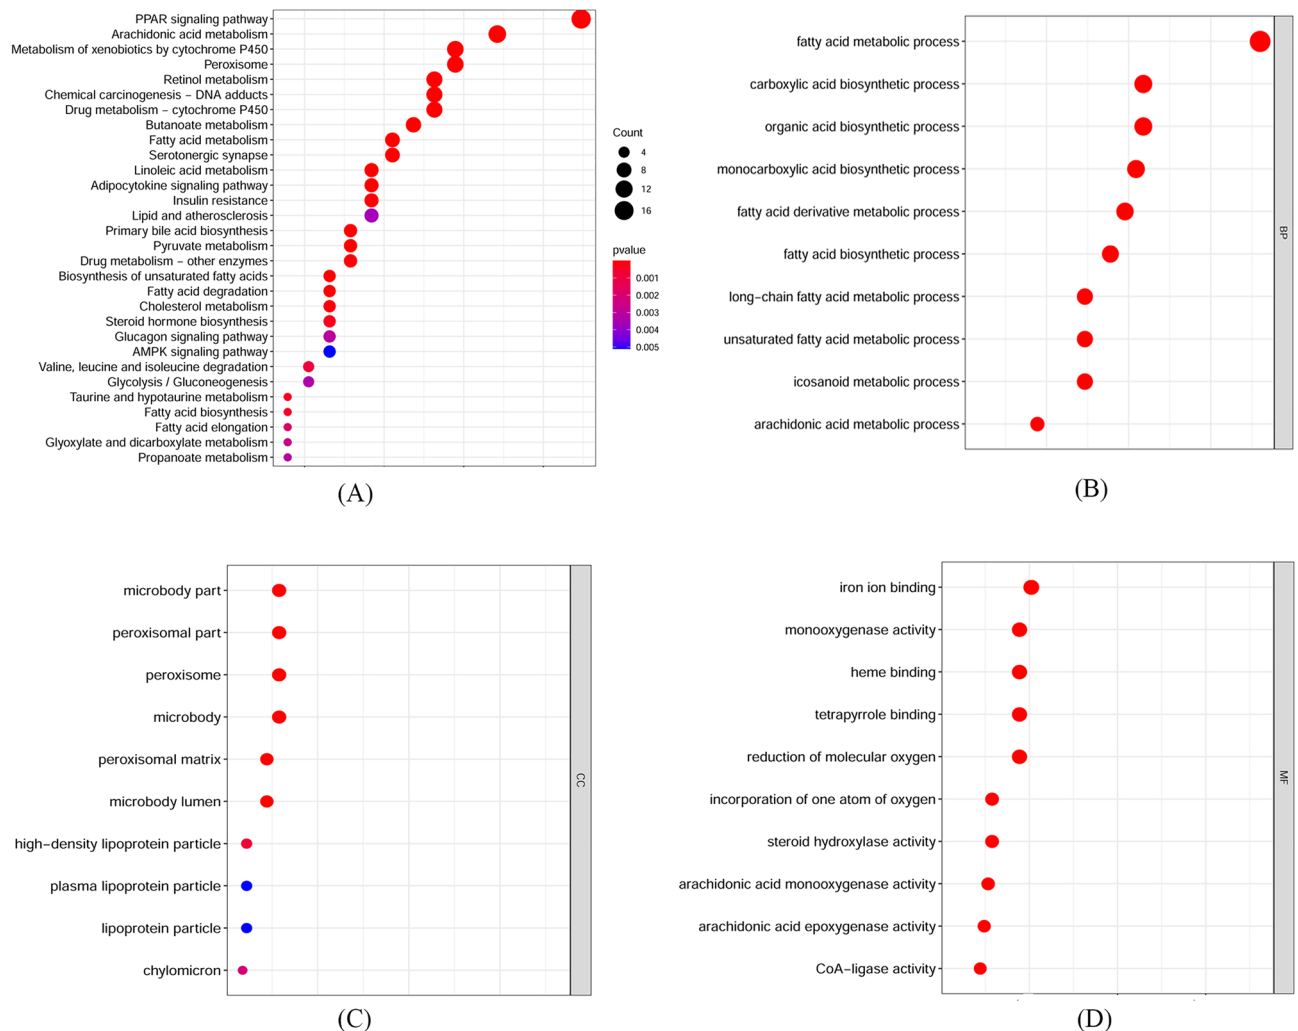 PPAR signaling pathway
Arachidonic acid metabolism
Metabolism of xenobiotics by cytochrome P450
Peroxisome
Retinol metabolism
Chemical carcinogenesis − DNA adducts
Drug metabolism − cytochrome P450
Butanoate metabolism
Fatty acid metabolism
Serotonergic synapse
Linoleic acid metabolism
Adipocytokine signaling pathway
Insulin resistance
Lipid and atherosclerosis
Primary bile acid biosynthesis
Pyruvate metabolism
Drug metabolism − other enzymes
Biosynthesis of unsaturated fatty acids
Fatty acid degradation
Cholesterol metabolism
Steroid hormone biosynthesis
Glucagon signaling pathway
AMPK signaling pathway
Valine, leucine and isoleucine degradation
Glycolysis / Gluconeogenesis
Taurine and hypotaurine metabolism
Fatty acid biosynthesis
Fatty acid elongation
Glyoxylate and dicarboxylate metabolism
Propanoate metabolism
Count
4
8
12
16
pvalue
0.001
0.002
0.003
0.004
0.005
(A)
fatty acid metabolic process
carboxylic acid biosynthetic process
organic acid biosynthetic process
monocarboxylic acid biosynthetic process
fatty acid derivative metabolic process
fatty acid biosynthetic process
long−chain fatty acid metabolic process
unsaturated fatty acid metabolic process
icosanoid metabolic process
arachidonic acid metabolic process
BP
(B)
microbody part
peroxisomal part
peroxisome
microbody
peroxisomal matrix
microbody lumen
high−density lipoprotein particle
plasma lipoprotein particle
lipoprotein particle
chylomicron
CC
(C)
iron ion binding
monooxygenase activity
heme binding
tetrapyrrole binding
reduction of molecular oxygen
incorporation of one atom of oxygen
steroid hydroxylase activity
arachidonic acid monooxygenase activity
arachidonic acid epoxygenase activity
CoA−ligase activity
MF
(D)